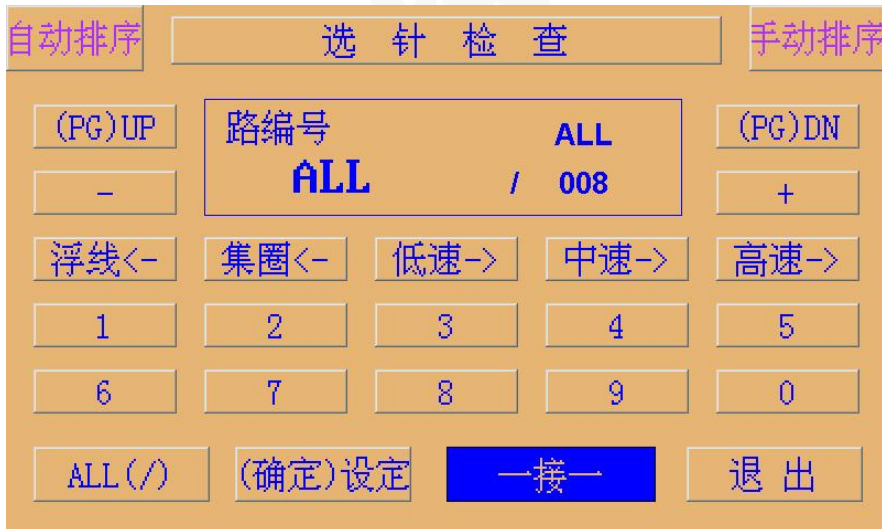 自动排序 选 针 检 查 手动排序
(PG)UP 路编号 ALL (PG)DN
- ALL / 008 +
浮线<- 集圈<- 低速-> 中速-> 高速->
1 2 3 4 5
6 7 8 9 0
ALL(/) (确定)设定 一接一 退 出